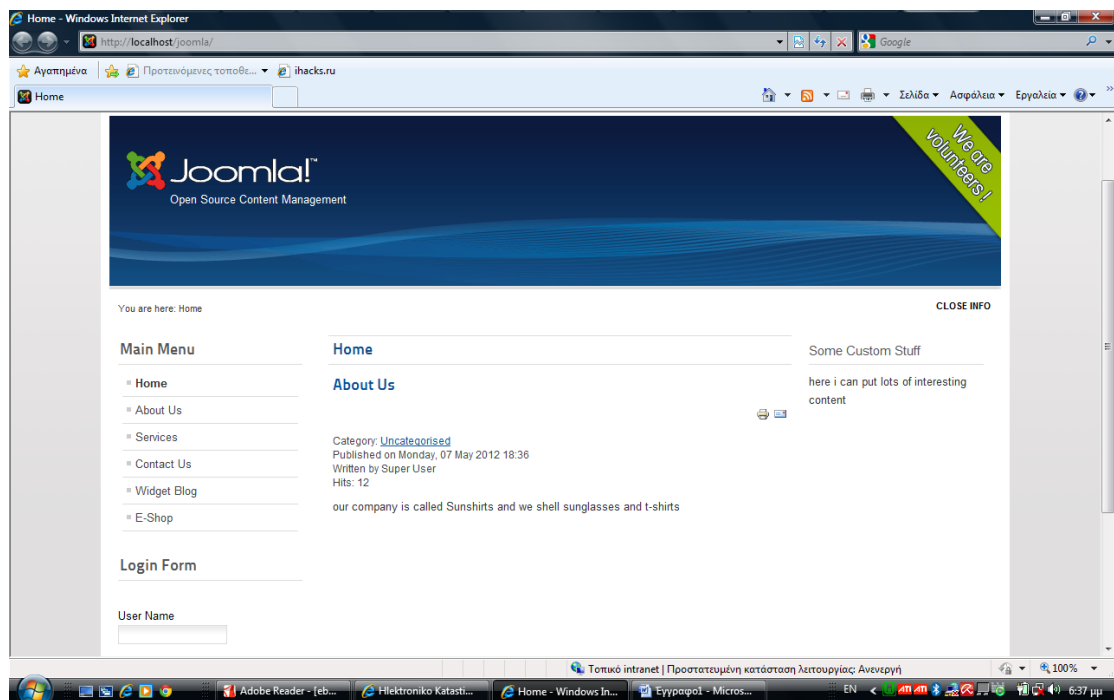 Home - Windows Internet Explorer
http://localhost/joomla/
Google
Αγαπημένα
Προτεινόμενες τοποθε...
ihacks.ru
Home
Σελίδα
Ασφάλεια
Εργαλεία
Joomla!™
Open Source Content Management
We are
volunteers!
You are here: Home
CLOSE INFO
Main Menu
Home
About Us
Services
Contact Us
Widget Blog
E-Shop
Login Form
User Name
Home
About Us
Category: Uncategorised
Published on Monday, 07 May 2012 18:36
Written by Super User
Hits: 12
our company is called Sunshirts and we shell sunglasses and t-shirts
Some Custom Stuff
here i can put lots of interesting
content
Τοπικό intranet | Προστατευμένη κατάσταση λειτουργίας: Ανενεργή
100%
Adobe Reader - [eb...
Hlektroniko Katasti...
Home - Windows In...
Έγγραφο1 - Micros...
EN
6:37 μμ